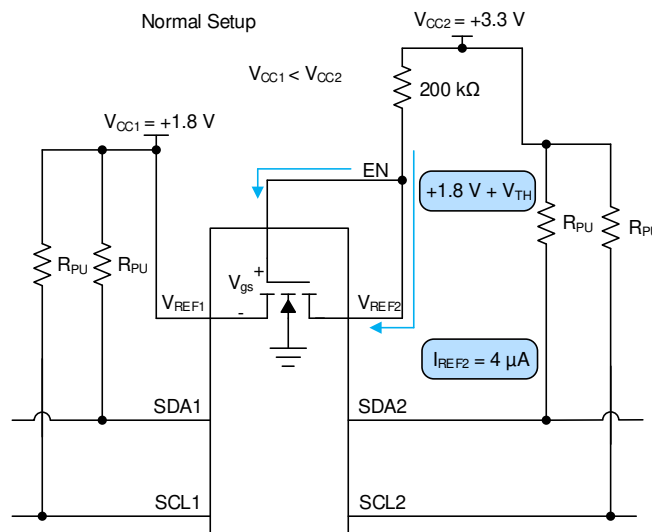 Normal Setup
V_CC2 = +3.3 V
V_CC1 < V_CC2
200 kΩ
V_CC1 = +1.8 V
EN
+1.8 V + V_TH
R_PU
R_PU
V_gs
+
-
V_REF1
V_REF2
R_PU
R_P
I_REF2 = 4 µA
SDA1
SDA2
SCL1
SCL2